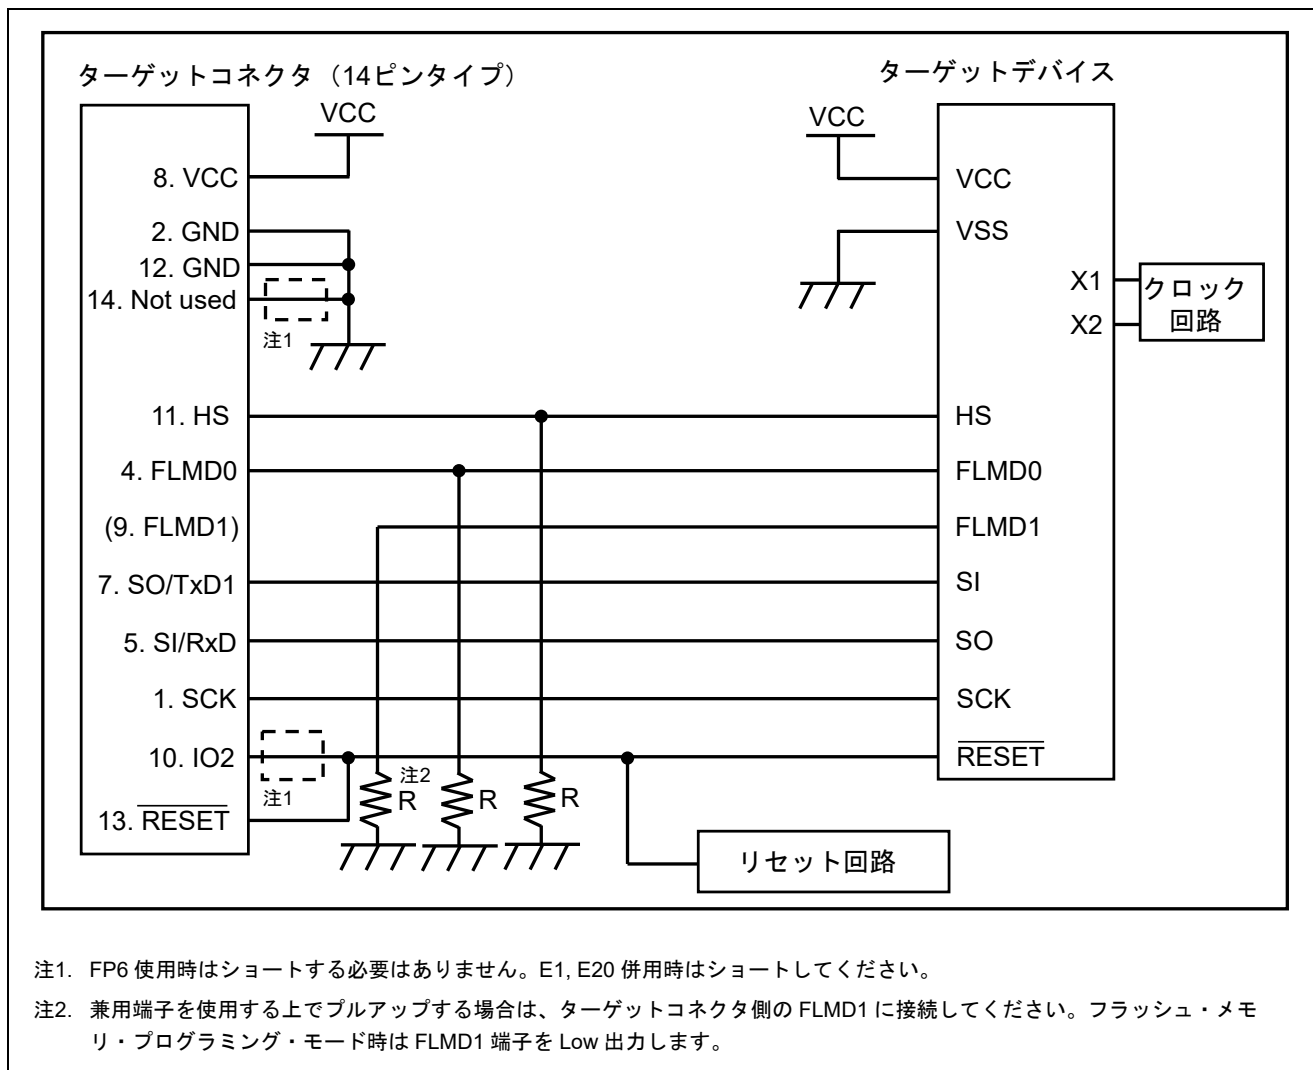 ターゲットコネクタ（14ピンタイプ）
ターゲットデバイス
VCC
VCC
8. VCC
VCC
2. GND
VSS
12. GND
14. Not used
注1
X1
X2
クロック
回路
11. HS
HS
4. FLMD0
FLMD0
(9. FLMD1)
FLMD1
7. SO/TxD1
SI
5. SI/RxD
SO
1. SCK
SCK
10. IO2
RESET
注1
注2
R
R
R
13. RESET
リセット回路
注1. FP6 使用時はショートする必要はありません。E1, E20 併用時はショートしてください。
注2. 兼用端子を使用する上でプルアップする場合は、ターゲットコネクタ側の FLMD1 に接続してください。フラッシュ・メモ
リ・プログラミング・モード時は FLMD1 端子を Low 出力します。